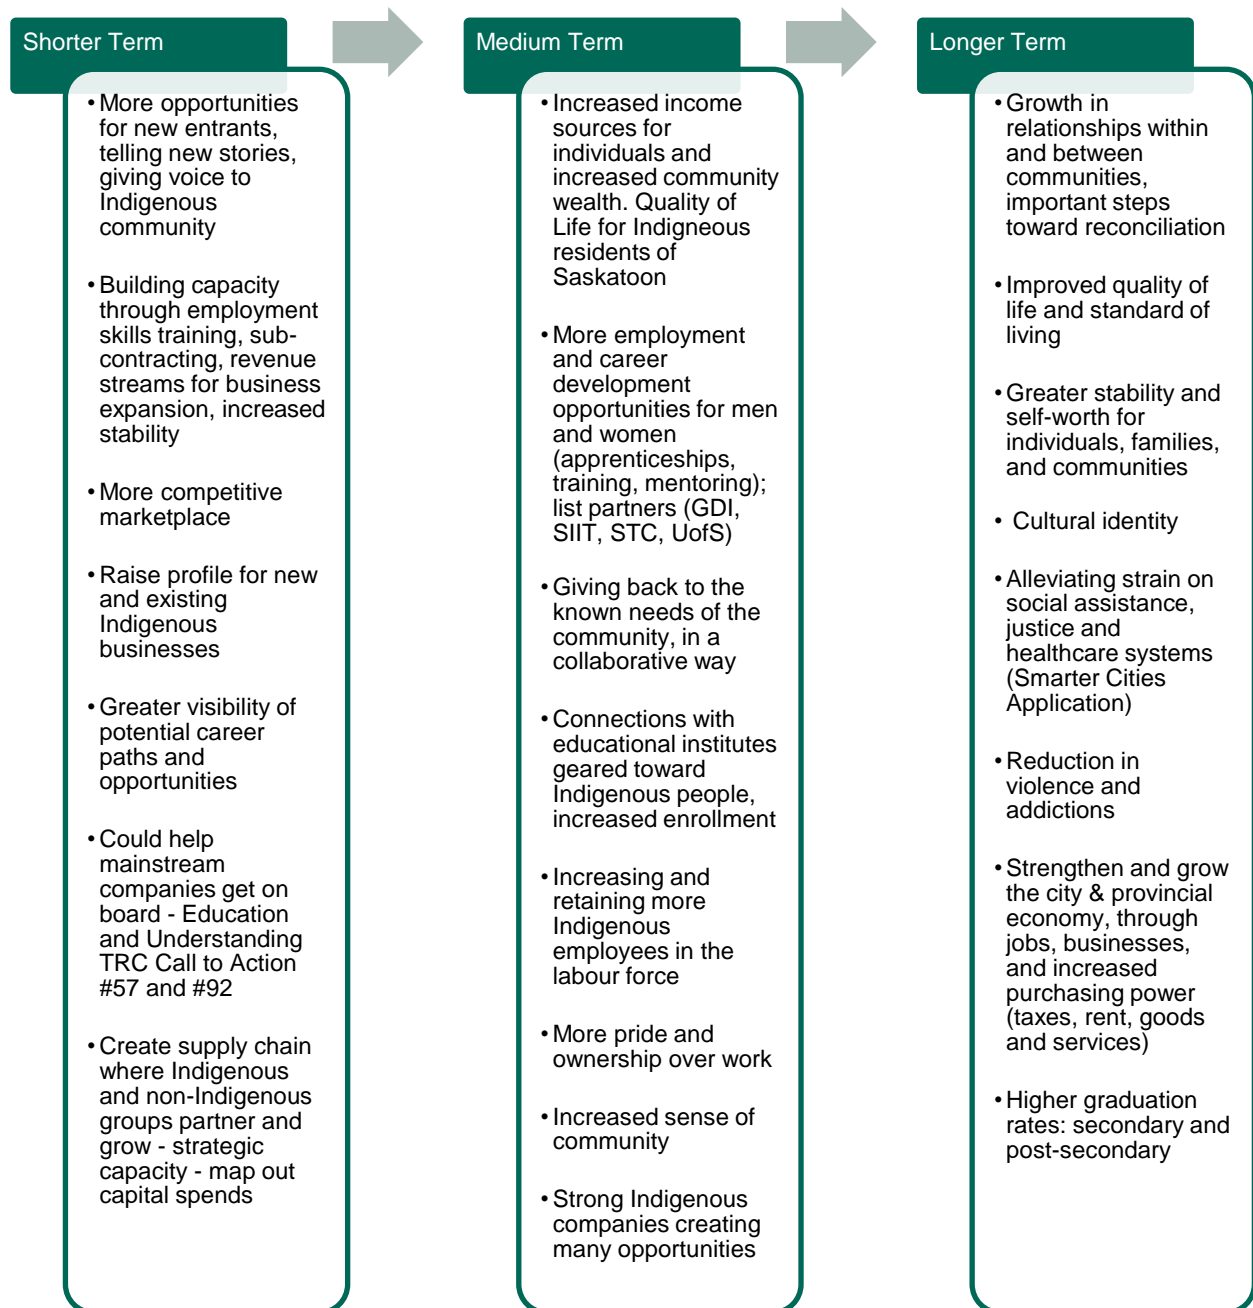 Shorter Term
• More opportunities
for new entrants,
telling new stories,
giving voice to
Indigenous
community
• Building capacity
through employment
skills training, sub-
contracting, revenue
streams for business
expansion, increased
stability
• More competitive
marketplace
• Raise profile for new
and existing
Indigenous
businesses
• Greater visibility of
potential career
paths and
opportunities
• Could help
mainstream
companies get on
board - Education
and Understanding
TRC Call to Action
#57 and #92
• Create supply chain
where Indigenous
and non-Indigenous
groups partner and
grow - strategic
capacity - map out
capital spends
Medium Term
• Increased income
sources for
individuals and
increased community
wealth. Quality of
Life for Indigneous
residents of
Saskatoon
• More employment
and career
development
opportunities for men
and women
(apprenticeships,
training, mentoring);
list partners (GDI,
SIIT, STC, UofS)
• Giving back to the
known needs of the
community, in a
collaborative way
• Connections with
educational institutes
geared toward
Indigenous people,
increased enrollment
• Increasing and
retaining more
Indigenous
employees in the
labour force
• More pride and
ownership over work
• Increased sense of
community
• Strong Indigenous
companies creating
many opportunities
Longer Term
• Growth in
relationships within
and between
communities,
important steps
toward reconciliation
• Improved quality of
life and standard of
living
• Greater stability and
self-worth for
individuals, families,
and communities
• Cultural identity
• Alleviating strain on
social assistance,
justice and
healthcare systems
(Smarter Cities
Application)
• Reduction in
violence and
addictions
• Strengthen and grow
the city & provincial
economy, through
jobs, businesses,
and increased
purchasing power
(taxes, rent, goods
and services)
• Higher graduation
rates: secondary and
post-secondary